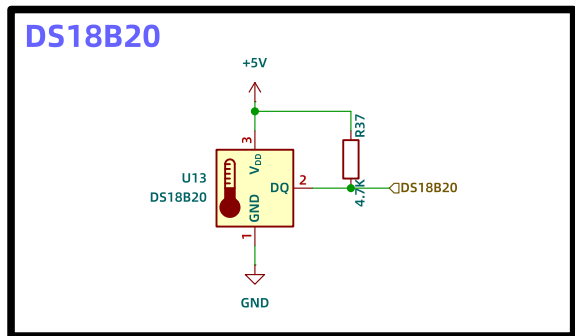 DS18B20
+5V
R37
4.7K
3
VDD
U13
DS18B20
DQ
2
DS18B20
GND
1
GND